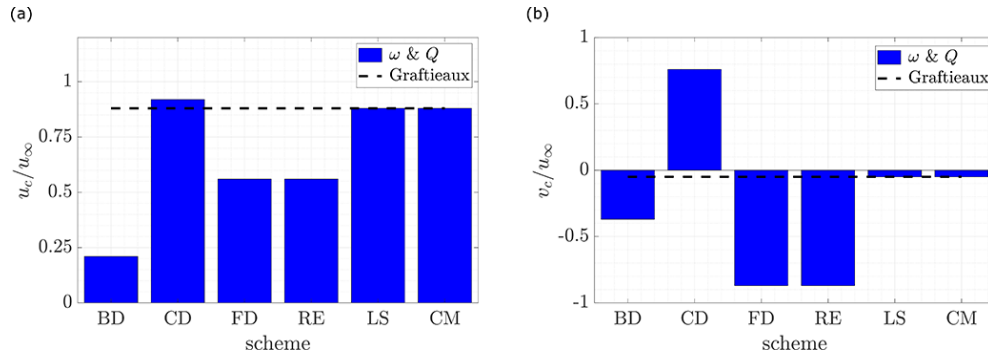 (a)
ω & Q
Graftieaux
1
0.75
0.5
0.25
0
u_c/u_∞
BD CD FD RE LS CM
scheme
(b)
ω & Q
Graftieaux
1
0.5
0
-0.5
-1
v_c/u_∞
BD CD FD RE LS CM
scheme